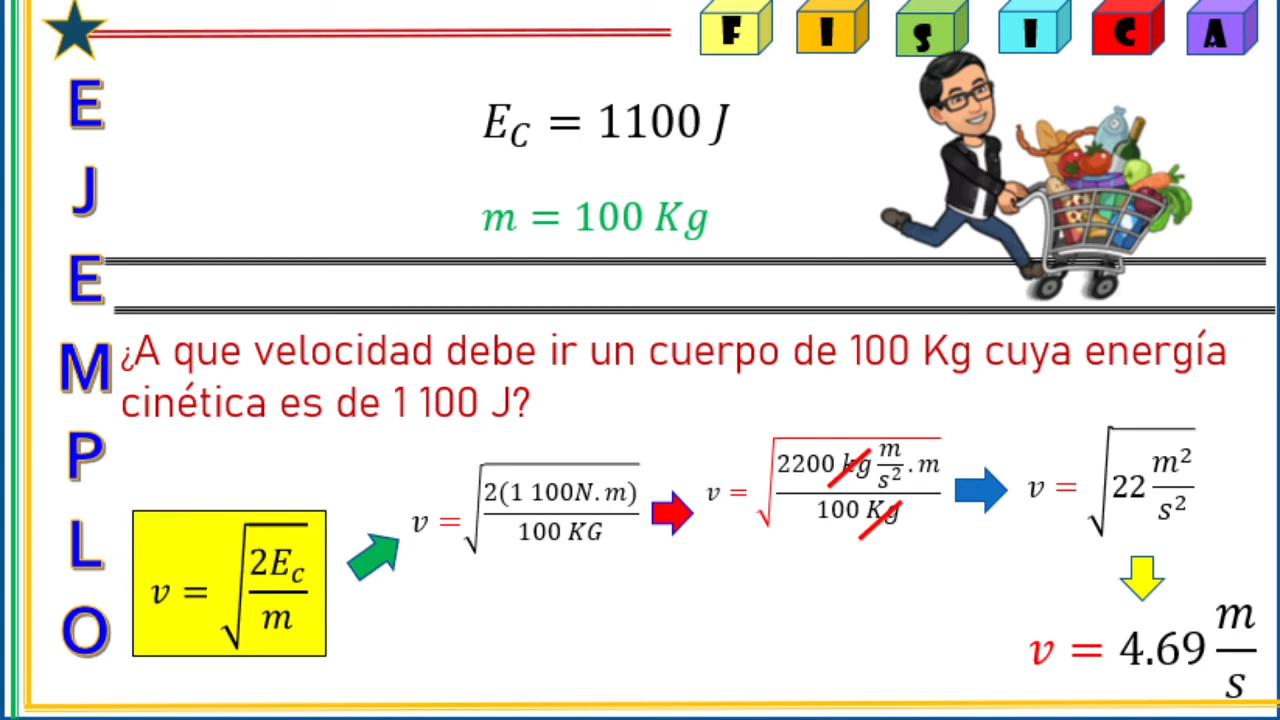 F I S I C A
E J E M P L O
E_C = 1100 J
m = 100 Kg
¿A que velocidad debe ir un cuerpo de 100 Kg cuya energía
cinética es de 1 100 J?
v = √(2E_c / m)
v = √(2(1 100N.m) / 100 KG)
v = √(2200 kg m/s² . m / 100 Kg)
v = √(22 m²/s²)
v = 4.69 m/s